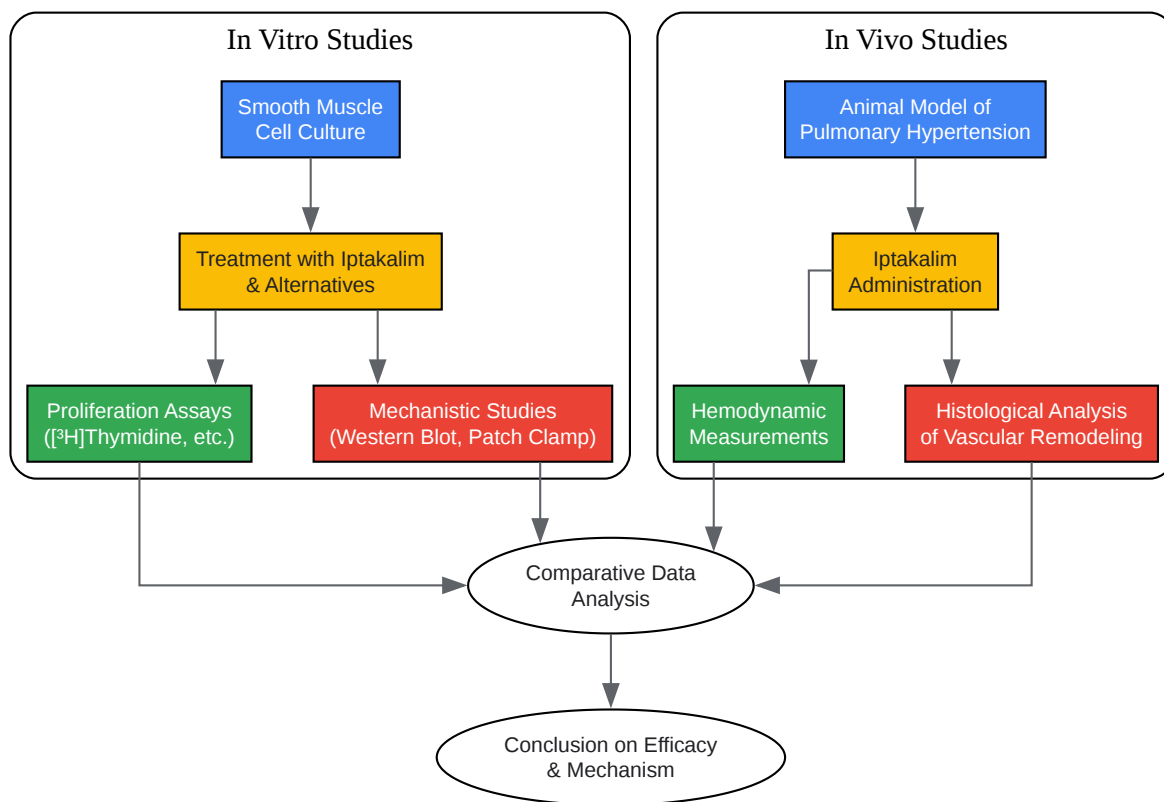 In Vitro Studies
Smooth Muscle
Cell Culture
Treatment with Iptakalim
& Alternatives
Proliferation Assays
([³H]Thymidine, etc.)
Mechanistic Studies
(Western Blot, Patch Clamp)
In Vivo Studies
Animal Model of
Pulmonary Hypertension
Iptakalim
Administration
Hemodynamic
Measurements
Histological Analysis
of Vascular Remodeling
Comparative Data
Analysis
Conclusion on Efficacy
& Mechanism